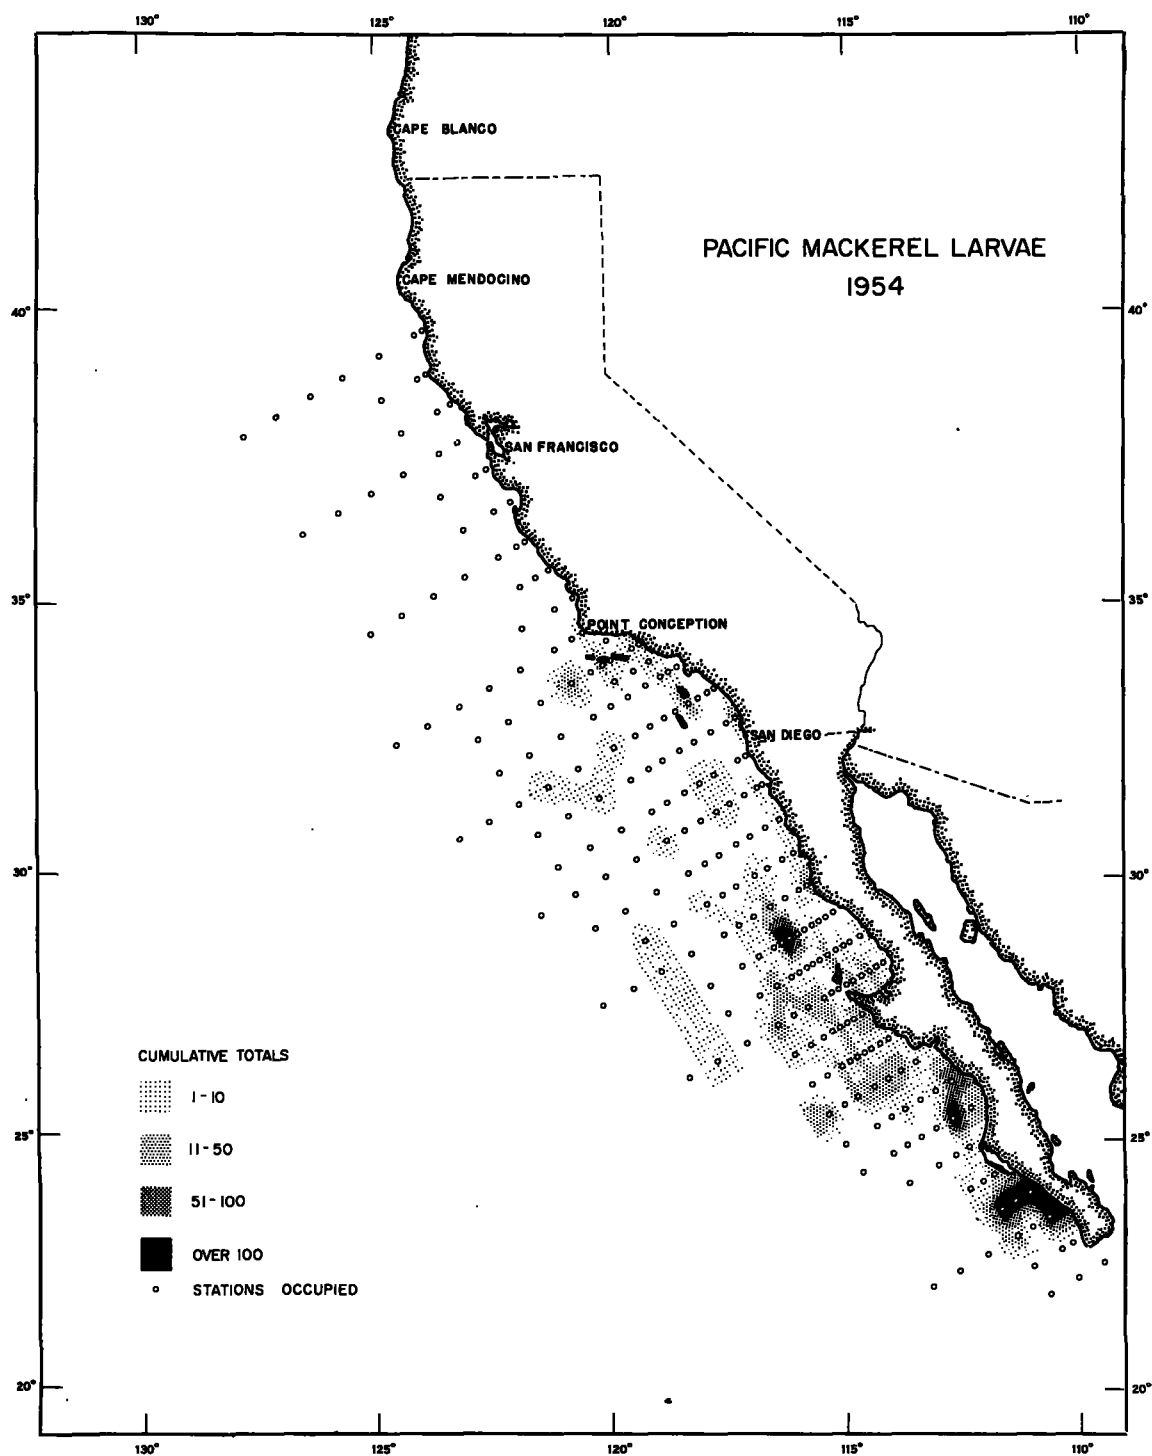 130° 125° 120° 115° 110°
CAPE BLANCO
PACIFIC MACKEREL LARVAE
1954
CAPE MENDOCINO
40° 40°
SAN FRANCISCO
35° 35°
POINT CONCEPTION
SAN DIEGO
30° 30°
CUMULATIVE TOTALS
1-10
25° 25°
11-50
51-100
OVER 100
STATIONS OCCUPIED
20° 20°
130° 125° 120° 115° 110°